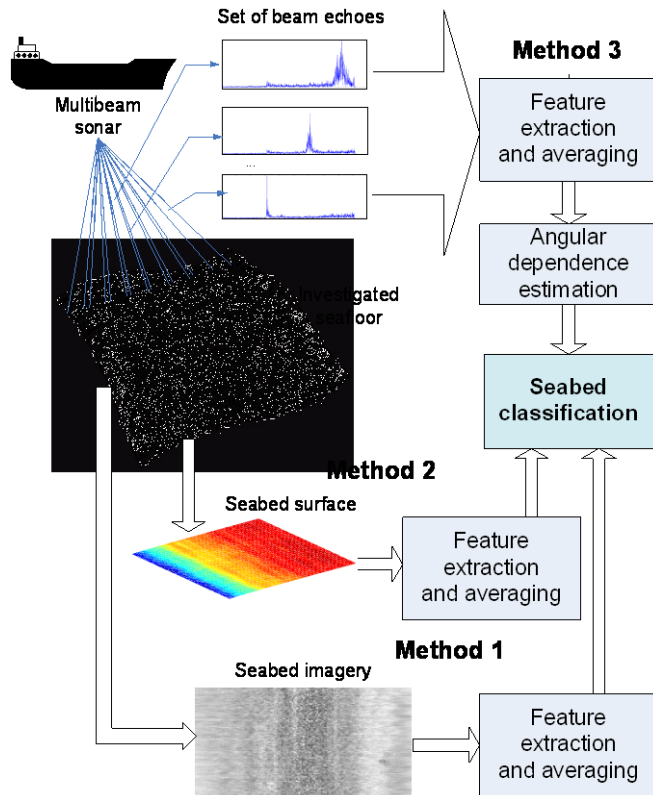 Set of beam echoes
Method 3
Multibeam
sonar
...
Feature
extraction
and averaging
Angular
dependence
estimation
Investigated
seafloor
Seabed
classification
Method 2
Seabed surface
Feature
extraction
and averaging
Method 1
Seabed imagery
Feature
extraction
and averaging